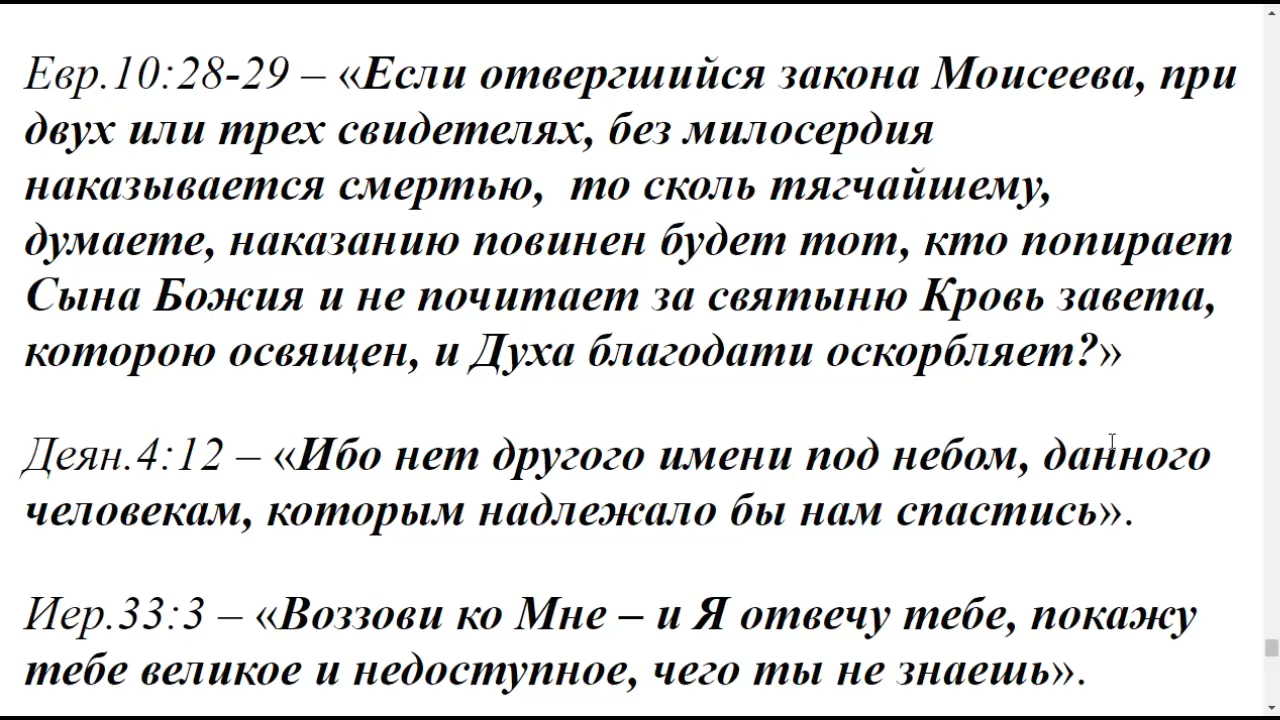 Евр.10:28-29 – «Если отвергшийся закона Моисеева, при
двух или трех свидетелях, без милосердия
наказывается смертью,  то сколь тягчайшему,
думаете, наказанию повинен будет тот, кто попирает
Сына Божия и не почитает за святыню Кровь завета,
которою освящен, и Духа благодати оскорбляет?»
Деян.4:12 – «Ибо нет другого имени под небом, данного
человекам, которым надлежало бы нам спастись».
Иер.33:3 – «Воззови ко Мне – и Я отвечу тебе, покажу
тебе великое и недоступное, чего ты не знаешь».